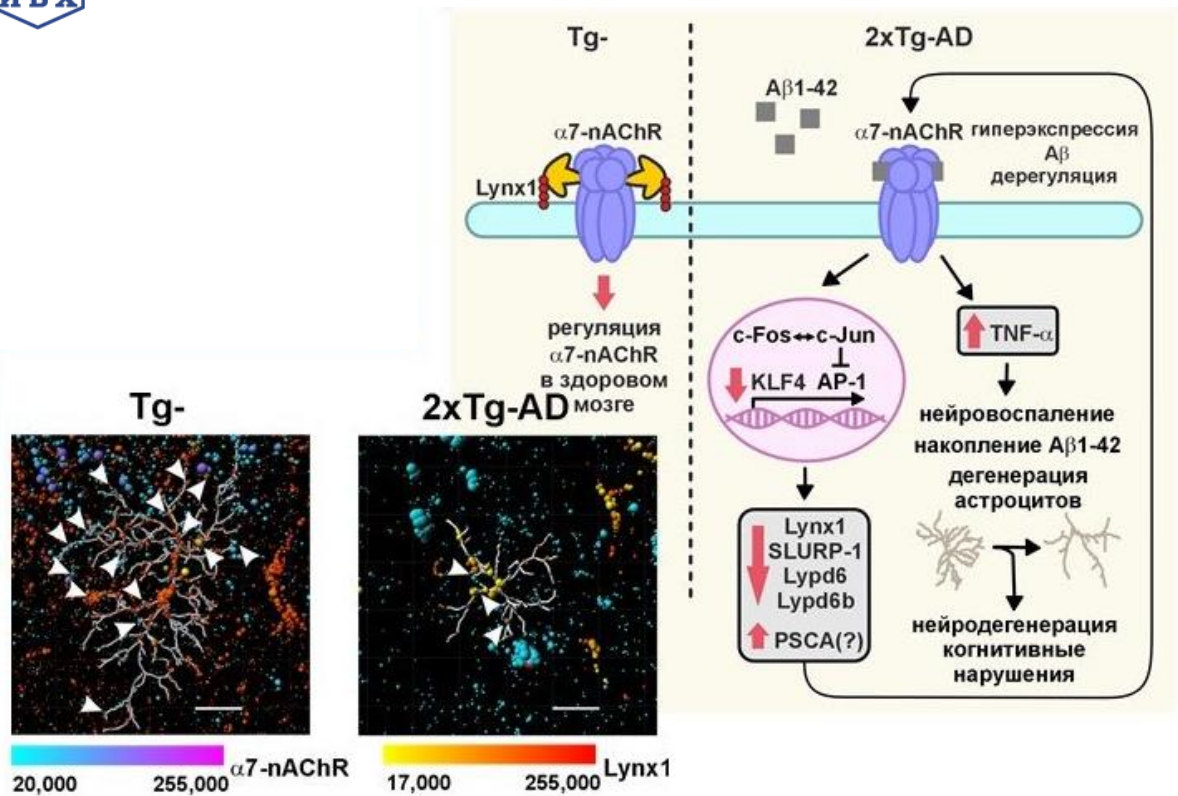 ИБХ
Tg-
2xTg-AD
Aβ1-42
α7-nAChR
Lynx1
α7-nAChR
гиперэкспрессия
Aβ
дерегуляция
регуляция
α7-nAChR
в здоровом
мозге
c-Fos↔c-Jun
KLF4 AP-1
TNF-α
нейровоспаление
накопление Aβ1-42
дегенерация
астроцитов
Lynx1
SLURP-1
Lypd6
Lypd6b
PSCA(?)
нейродегенерация
когнитивные
нарушения
Tg-
2xTg-AD
20,000 255,000 α7-nAChR
17,000 255,000 Lynx1